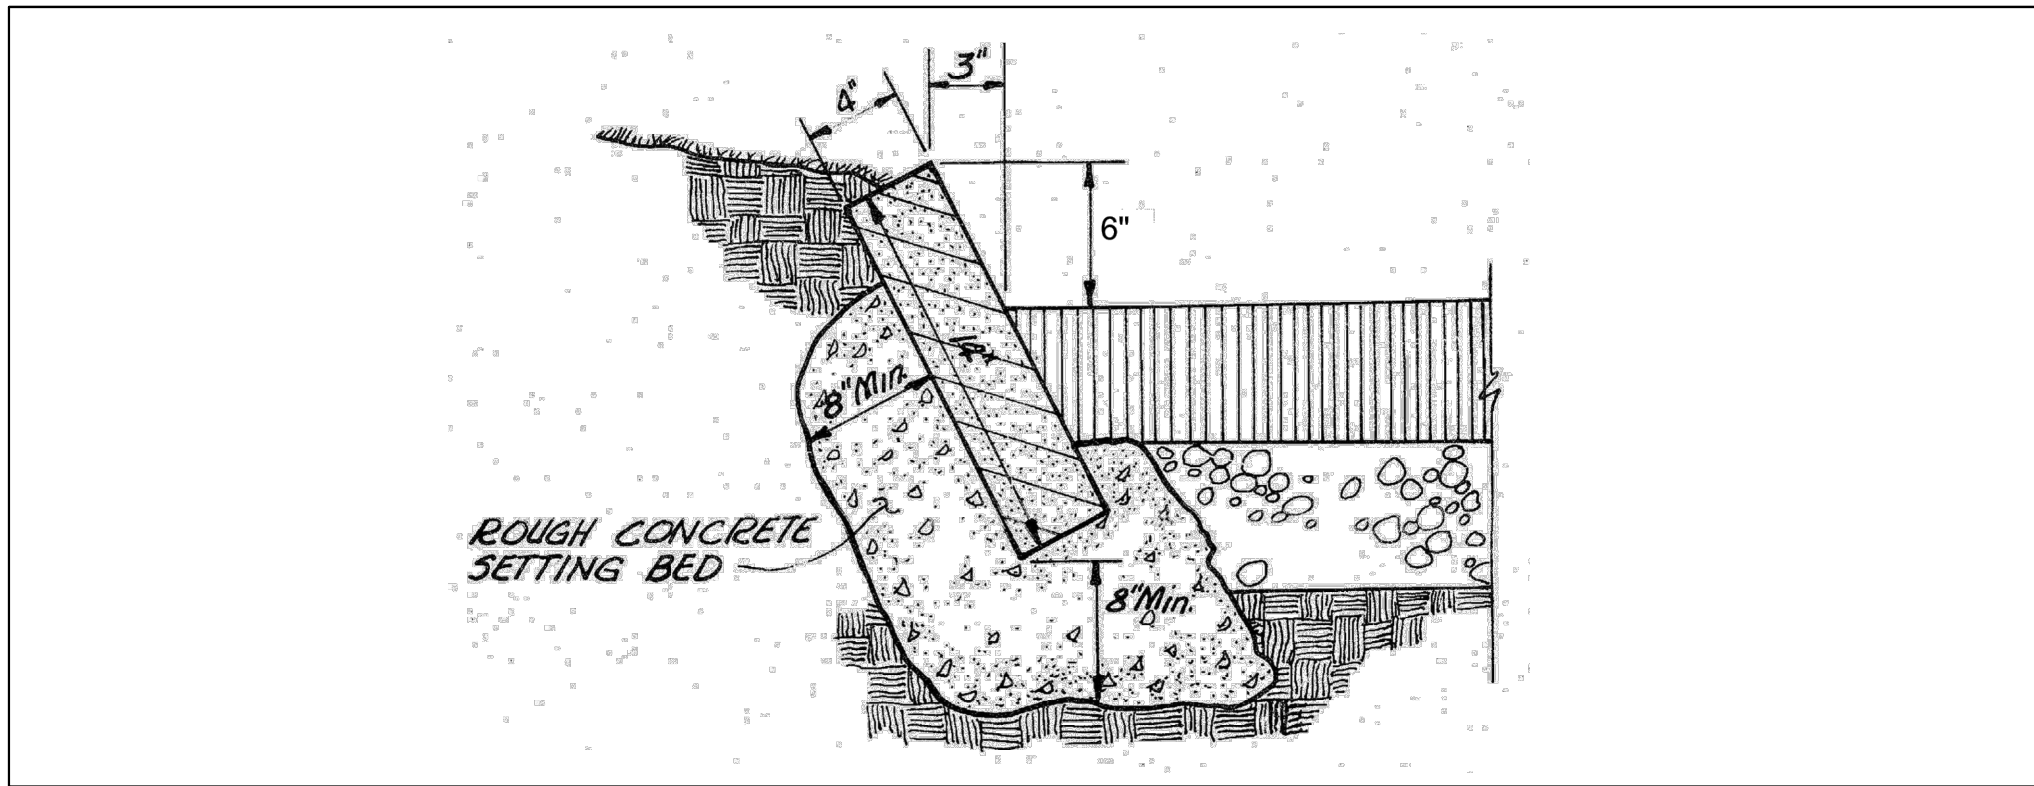 3"
4"
6"
8"Min.
ROUGH CONCRETE
SETTING BED
8"Min.